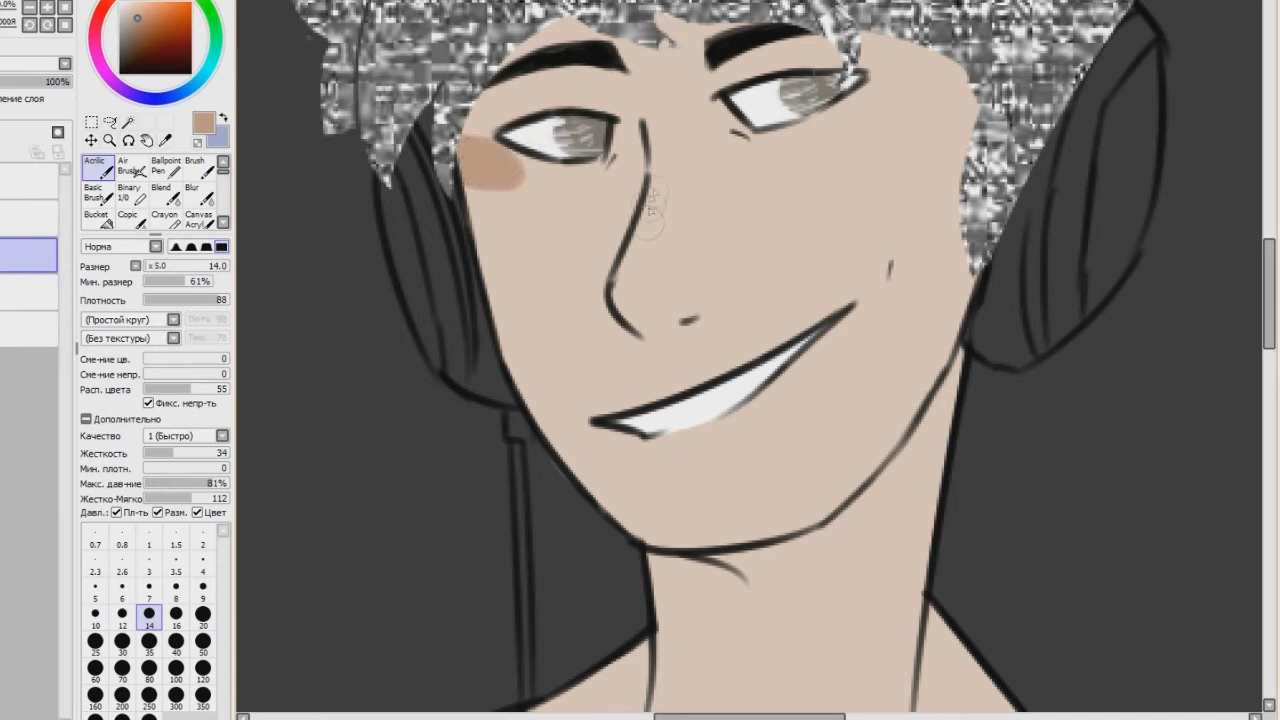 .0%
000Я
100%
ление слоя
Acrilic
Air Brush
Ballpoint Pen
Brush
Basic Brush
Binary 1/0
Blend
Blur
Bucket
Copic
Crayon
Canvas Acryl
Норма
Размер x 5.0 14.0
Мин. размер 61%
Плотность 88
(Простой круг)
(Без текстуры)
Сме-ние цв. 0
Сме-ние непр. 0
Расп. цвета 55
Фикс. непр-ть
Дополнительно
Качество 1 (Быстро)
Жесткость 34
Мин. плотн. 0
Макс. дав-ние 81%
Жестко-Мягко 112
Давл.: Пл-ть Разм. Цвет
0.7 0.8 1 1.5 2
2.3 2.6 3 3.5 4
5 6 7 8 9
10 12 14 16 20
25 30 35 40 50
60 70 80 100 120
160 200 250 300 350